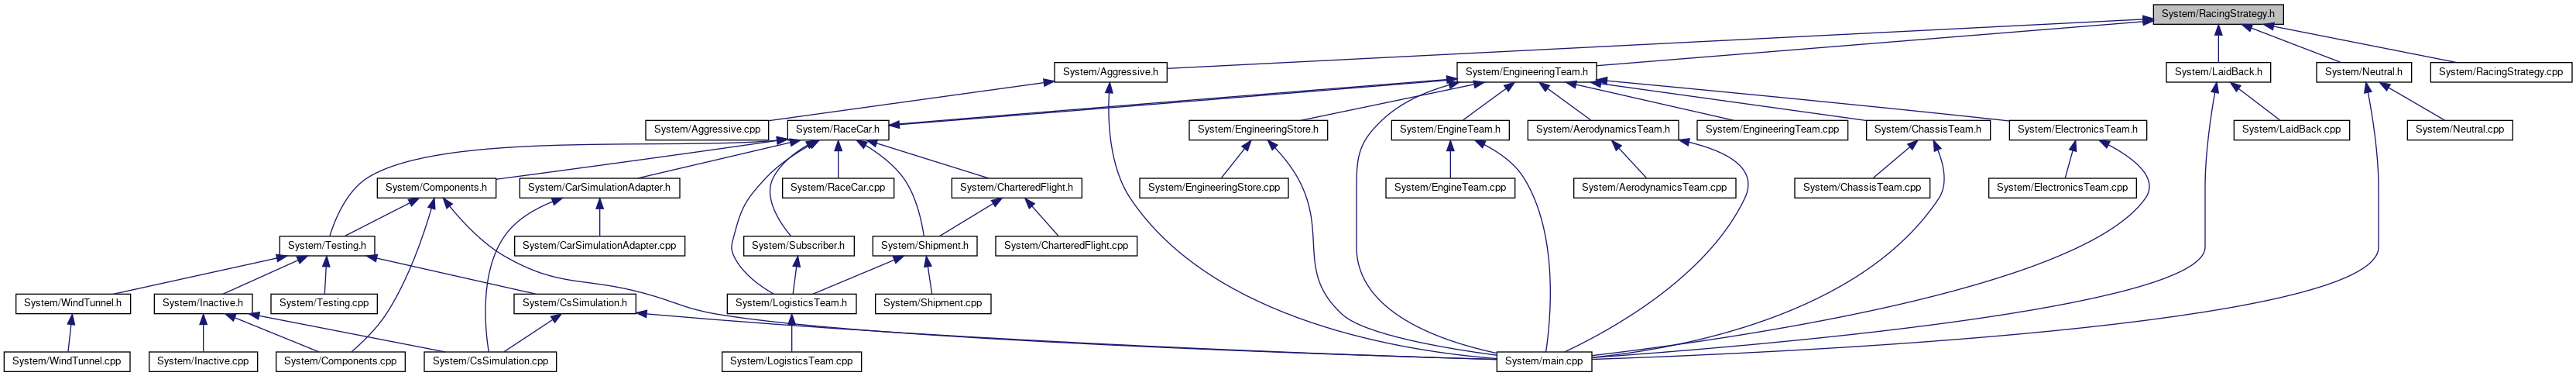 System/RacingStrategy.h
System/Aggressive.h
System/EngineeringTeam.h
System/LaidBack.h
System/Neutral.h
System/RacingStrategy.cpp
System/Aggressive.cpp
System/RaceCar.h
System/EngineeringStore.h
System/EngineTeam.h
System/AerodynamicsTeam.h
System/EngineeringTeam.cpp
System/ChassisTeam.h
System/ElectronicsTeam.h
System/LaidBack.cpp
System/Neutral.cpp
System/Components.h
System/CarSimulationAdapter.h
System/RaceCar.cpp
System/CharteredFlight.h
System/EngineeringStore.cpp
System/EngineTeam.cpp
System/AerodynamicsTeam.cpp
System/ChassisTeam.cpp
System/ElectronicsTeam.cpp
System/Testing.h
System/CarSimulationAdapter.cpp
System/Subscriber.h
System/Shipment.h
System/CharteredFlight.cpp
System/WindTunnel.h
System/Inactive.h
System/Testing.cpp
System/CsSimulation.h
System/LogisticsTeam.h
System/Shipment.cpp
System/WindTunnel.cpp
System/Inactive.cpp
System/Components.cpp
System/CsSimulation.cpp
System/LogisticsTeam.cpp
System/main.cpp